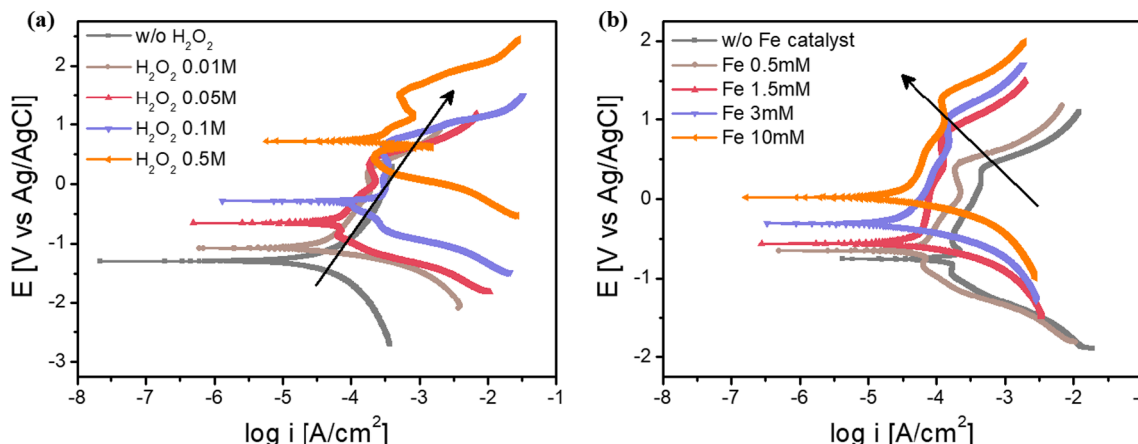 (a)
w/o H₂O₂
H₂O₂ 0.01M
H₂O₂ 0.05M
H₂O₂ 0.1M
H₂O₂ 0.5M
E [V vs Ag/AgCl]
2
1
0
-1
-2
-3
-8 -7 -6 -5 -4 -3 -2 -1
log i [A/cm²]
(b)
w/o Fe catalyst
Fe 0.5mM
Fe 1.5mM
Fe 3mM
Fe 10mM
E [V vs Ag/AgCl]
2
1
0
-1
-2
-8 -7 -6 -5 -4 -3 -2 -1
log i [A/cm²]